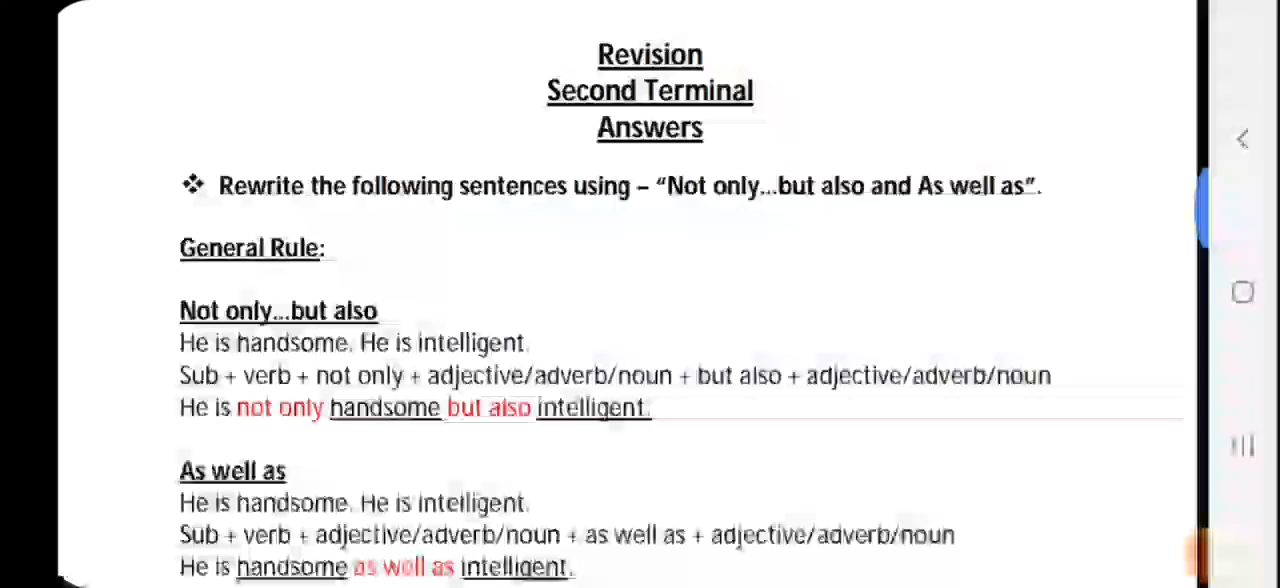 Revision
Second Terminal
Answers
❖ Rewrite the following sentences using – “Not only...but also and As well as”.
General Rule:
Not only...but also
He is handsome. He is intelligent.
Sub + verb + not only + adjective/adverb/noun + but also + adjective/adverb/noun
He is not only handsome but also intelligent.
As well as
He is handsome. He is intelligent.
Sub + verb + adjective/adverb/noun + as well as + adjective/adverb/noun
He is handsome as well as intelligent.